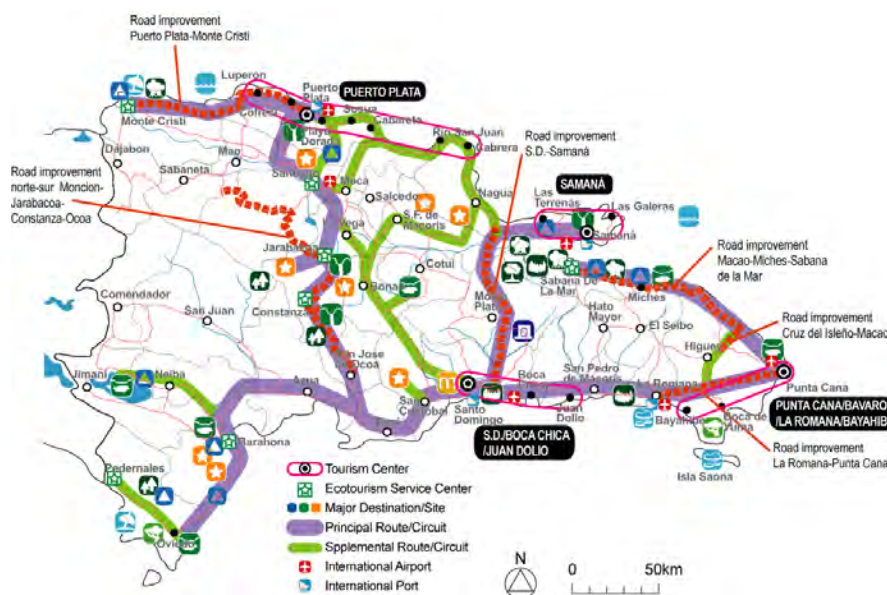 Road improvement
Puerto Plata-Monte Cristi
Luperon
Puerto
Plata
PUERTO PLATA
Cofresi
Sosua
Playa
Dorada
Cabareta
Rio San Juan
Cabrera
Monte Cristi
Dajabon
Mao
Sabaneta
Santiago
Moca
Salcedo
Nagua
S.F. de
Macoris
Vega
Road improvement
S.D.-Samaná
SAMANÁ
Las
Terrenas
Las Galeras
Samaná
Road improvement
norte-sur Moncion-
Jarabacoa-
Constanza-Ocoa
Jarabacoa
Cotui
Bonao
Constanza
Sabana De
La Mar
Miches
Road improvement
Macao-Miches-Sabana
de la Mar
Comendador
San Juan
Monte
Plata
Hato
Mayor
El Seibo
Higuey
Road improvement
Cruz del Isleño-Macao
Jimani
Neiba
Azua
San Jose
de Ocoa
San
Cristobal
Santo
Domingo
Boca
Juan
Dolio
San Pedro
de Macoris
La Romana
Bayahibe
Boca de
Yuma
Punta Cana
Isla Saona
S.D./BOCA CHICA
/JUAN DOLIO
PUNTA CANA/BAVARO
/LA ROMANA/BAYAHIB
Road improvement
La Romana-Punta Cana
Barahona
Pedernales
Oviedo
Tourism Center
Ecotourism Service Center
Major Destination/Site
Principal Route/Circuit
Spplemental Route/Circuit
International Airport
International Port
N
0
50km